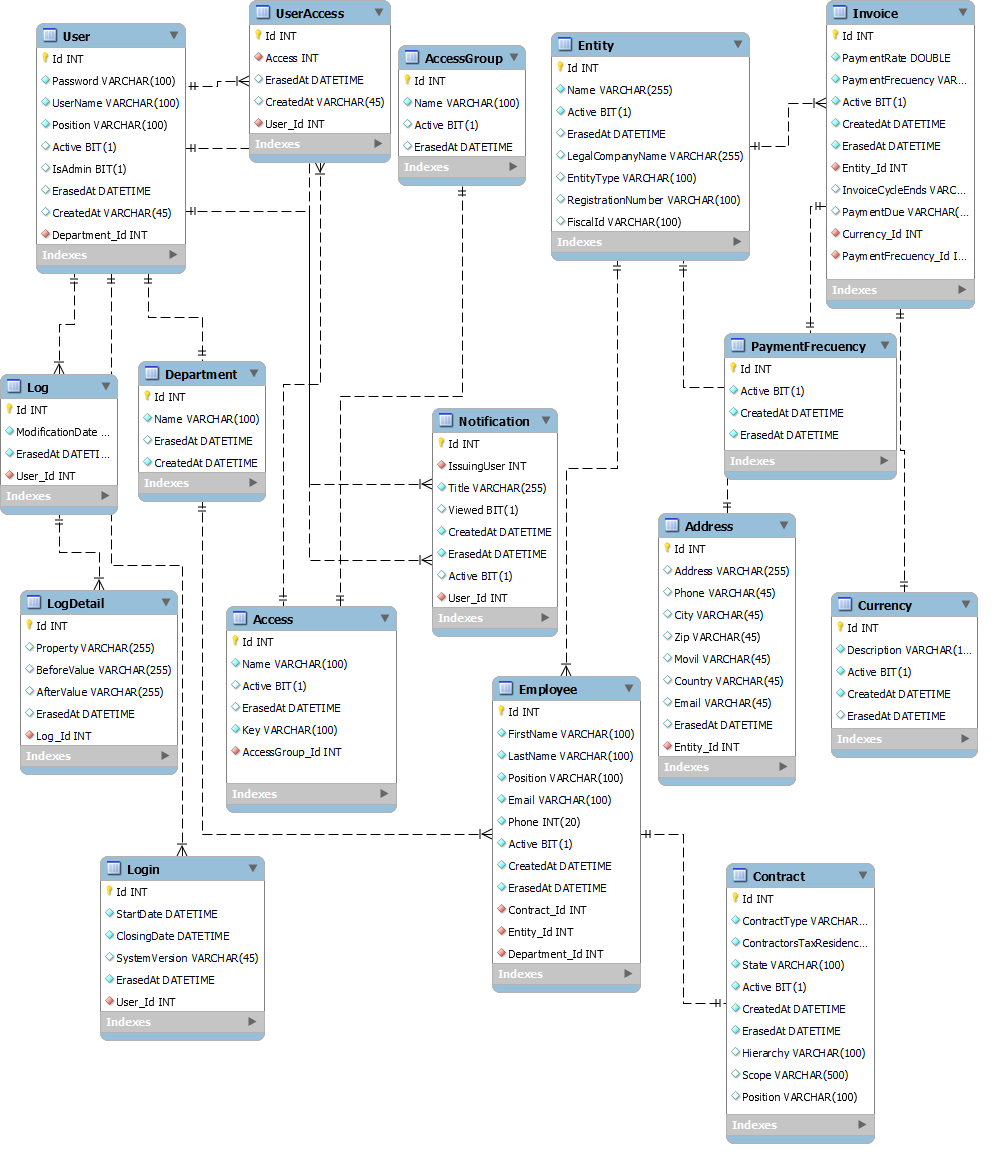 User
Id INT
Password VARCHAR(100)
UserName VARCHAR(100)
Position VARCHAR(100)
Active BIT(1)
IsAdmin BIT(1)
ErasedAt DATETIME
CreatedAt VARCHAR(45)
Department_Id INT
Indexes
UserAccess
Id INT
Access INT
ErasedAt DATETIME
CreatedAt VARCHAR(45)
User_Id INT
Indexes
AccessGroup
Id INT
Name VARCHAR(100)
Active BIT(1)
ErasedAt DATETIME
Indexes
Entity
Id INT
Name VARCHAR(255)
Active BIT(1)
ErasedAt DATETIME
LegalCompanyName VARCHAR(255)
EntityType VARCHAR(100)
RegistrationNumber VARCHAR(100)
FiscalId VARCHAR(100)
Indexes
Invoice
Id INT
PaymentRate DOUBLE
PaymentFrecuency VAR...
Active BIT(1)
CreatedAt DATETIME
ErasedAt DATETIME
Entity_Id INT
InvoiceCycleEnds VARC...
PaymentDue VARCHAR(...
Currency_Id INT
PaymentFrecuency_Id I...
Indexes
Log
Id INT
ModificationDate ...
ErasedAt DATETI...
User_Id INT
Indexes
Department
Id INT
Name VARCHAR(100)
ErasedAt DATETIME
CreatedAt DATETIME
Indexes
Notification
Id INT
IssuingUser INT
Title VARCHAR(255)
Viewed BIT(1)
CreatedAt DATETIME
ErasedAt DATETIME
Active BIT(1)
User_Id INT
Indexes
PaymentFrecuency
Id INT
Active BIT(1)
CreatedAt DATETIME
ErasedAt DATETIME
Indexes
Address
Id INT
Address VARCHAR(255)
Phone VARCHAR(45)
City VARCHAR(45)
Zip VARCHAR(45)
Movil VARCHAR(45)
Country VARCHAR(45)
Email VARCHAR(45)
ErasedAt DATETIME
Entity_Id INT
Indexes
Currency
Id INT
Description VARCHAR(1...
Active BIT(1)
CreatedAt DATETIME
ErasedAt DATETIME
Indexes
LogDetail
Id INT
Property VARCHAR(255)
BeforeValue VARCHAR(255)
AfterValue VARCHAR(255)
ErasedAt DATETIME
Log_Id INT
Indexes
Access
Id INT
Name VARCHAR(100)
Active BIT(1)
ErasedAt DATETIME
Key VARCHAR(100)
AccessGroup_Id INT
Indexes
Employee
Id INT
FirstName VARCHAR(100)
LastName VARCHAR(100)
Position VARCHAR(100)
Email VARCHAR(100)
Phone INT(20)
Active BIT(1)
CreatedAt DATETIME
ErasedAt DATETIME
Contract_Id INT
Entity_Id INT
Department_Id INT
Indexes
Login
Id INT
StartDate DATETIME
ClosingDate DATETIME
SystemVersion VARCHAR(45)
ErasedAt DATETIME
User_Id INT
Indexes
Contract
Id INT
ContractType VARCHAR...
ContractorsTaxResidenc...
State VARCHAR(100)
Active BIT(1)
CreatedAt DATETIME
ErasedAt DATETIME
Hierarchy VARCHAR(100)
Scope VARCHAR(500)
Position VARCHAR(100)
Indexes